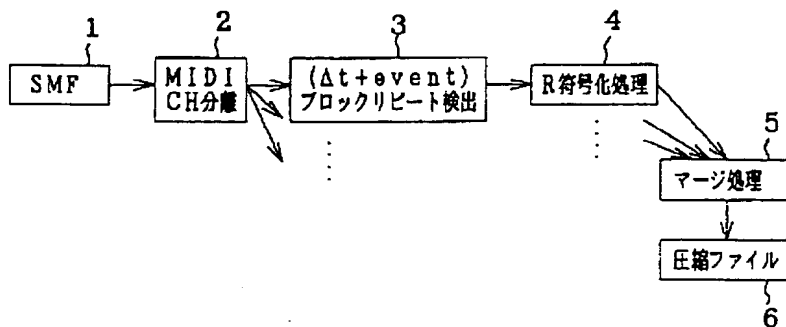 1
SMF
2
MIDI
CH分離
3
(Δt+event)
ブロックリピート検出
4
R符号化処理
5
マージ処理
圧縮ファイル
6